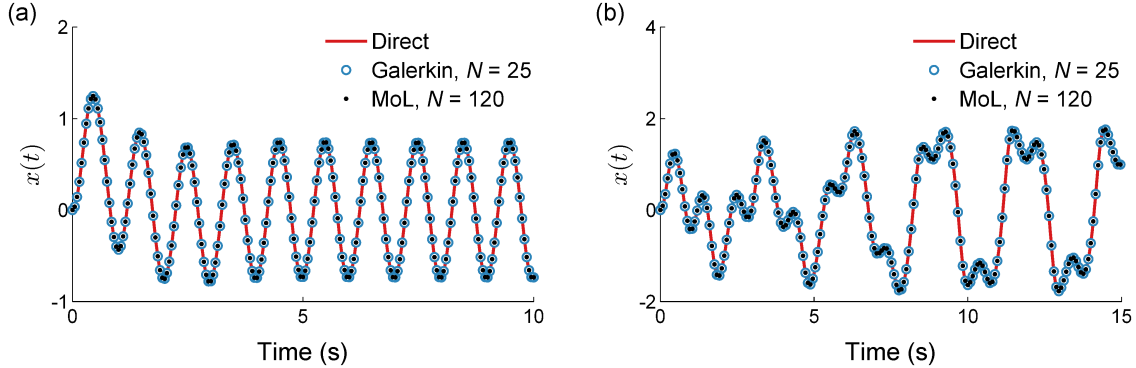 (a)
2
1
0
-1
x(t)
Direct
Galerkin, N = 25
MoL, N = 120
0
5
10
Time (s)
(b)
4
2
0
-2
x(t)
Direct
Galerkin, N = 25
MoL, N = 120
0
5
10
15
Time (s)